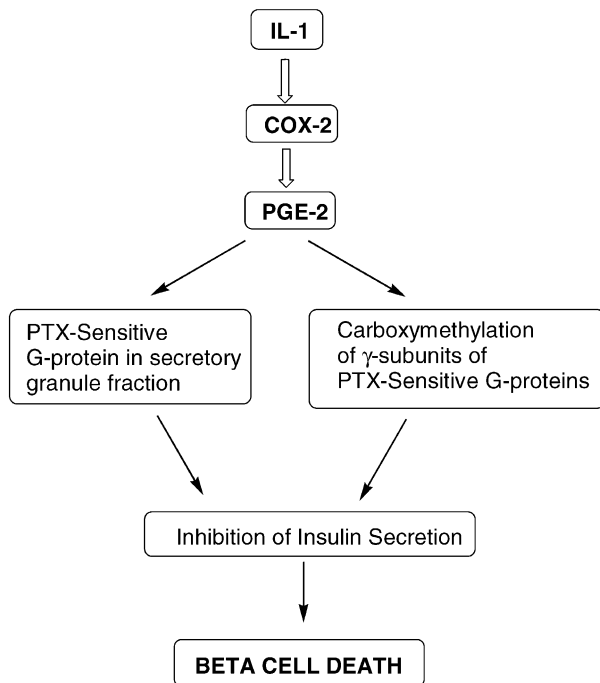 IL-1
COX-2
PGE-2
PTX-Sensitive
G-protein in secretory
granule fraction
Carboxymethylation
of γ-subunits of
PTX-Sensitive G-proteins
Inhibition of Insulin Secretion
BETA CELL DEATH